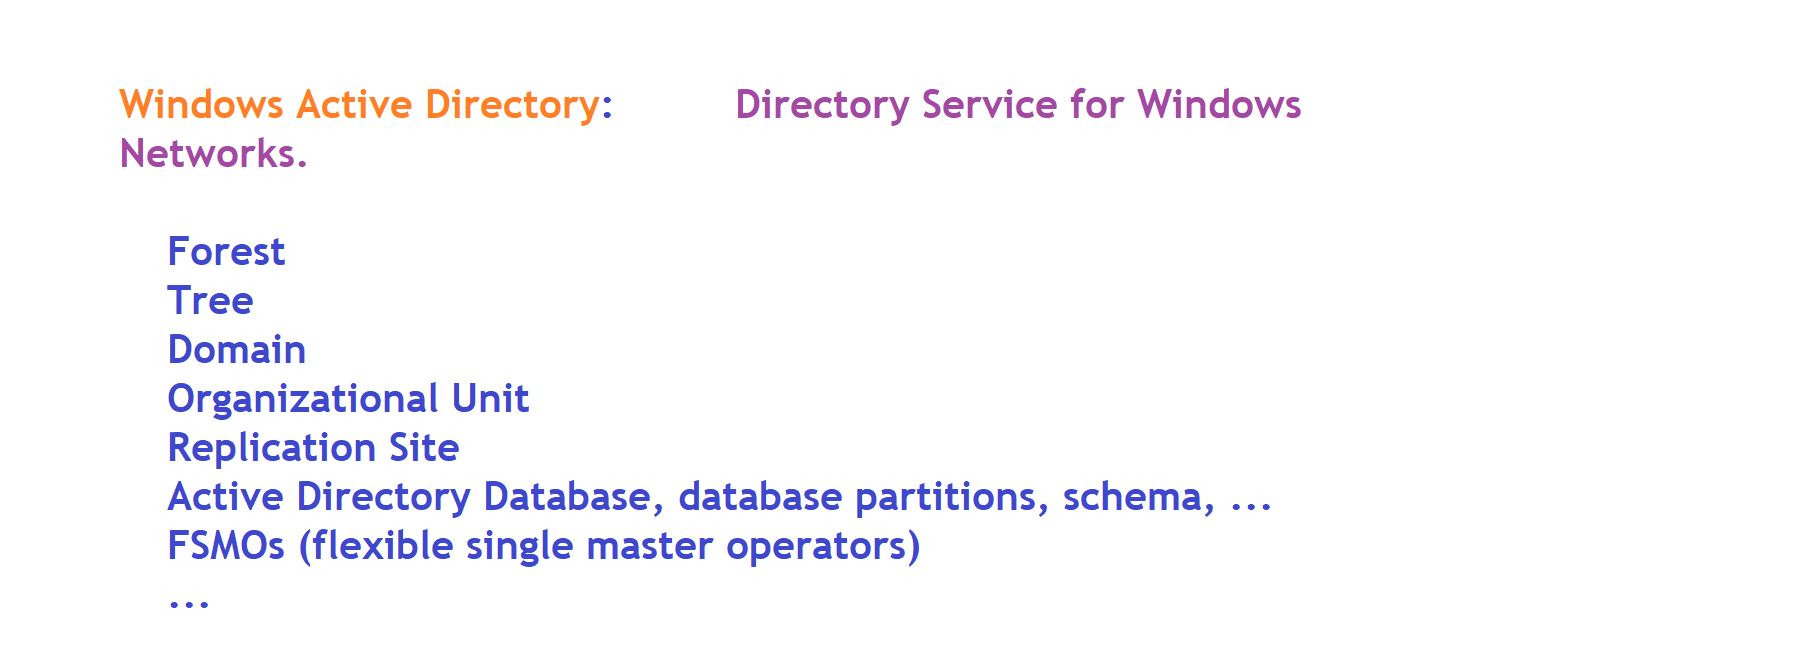 Windows Active Directory: Directory Service for Windows
Networks.
Forest
Tree
Domain
Organizational Unit
Replication Site
Active Directory Database, database partitions, schema, ...
FSMOs (flexible single master operators)
...